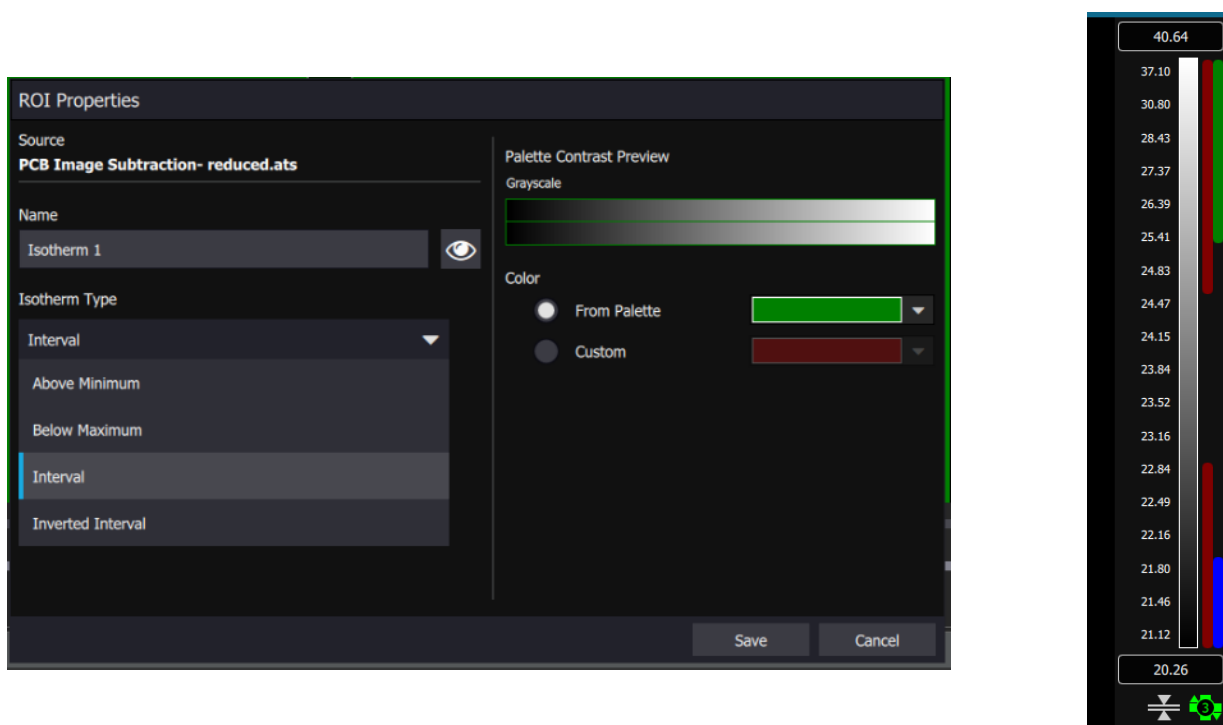 ROI Properties
Source
PCB Image Subtraction- reduced.ats
Name
Isotherm 1
Isotherm Type
Interval
Above Minimum
Below Maximum
Interval
Inverted Interval
Palette Contrast Preview
Grayscale
Color
From Palette
Custom
Save
Cancel
40.64
37.10
30.80
28.43
27.37
26.39
25.41
24.83
24.47
24.15
23.84
23.52
23.16
22.84
22.49
22.16
21.80
21.46
21.12
20.26
3